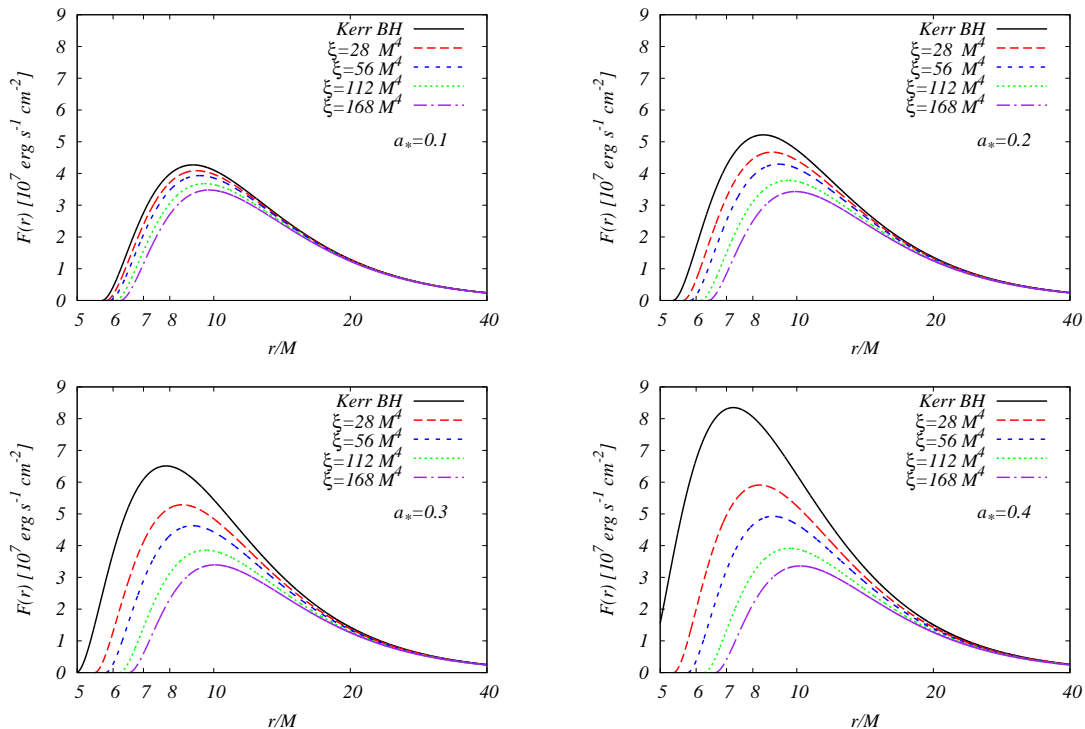 9
8
7
6
5
4
3
2
1
0
F(r) [10^7 erg s^-1 cm^-2]
Kerr BH
ξ=28 M^4
ξ=56 M^4
ξ=112 M^4
ξ=168 M^4
a*=0.1
5 6 7 8 10 20 40
r/M
9
8
7
6
5
4
3
2
1
0
F(r) [10^7 erg s^-1 cm^-2]
Kerr BH
ξ=28 M^4
ξ=56 M^4
ξ=112 M^4
ξ=168 M^4
a*=0.2
5 6 7 8 10 20 40
r/M
9
8
7
6
5
4
3
2
1
0
F(r) [10^7 erg s^-1 cm^-2]
Kerr BH
ξ=28 M^4
ξ=56 M^4
ξ=112 M^4
ξ=168 M^4
a*=0.3
5 6 7 8 10 20 40
r/M
9
8
7
6
5
4
3
2
1
0
F(r) [10^7 erg s^-1 cm^-2]
Kerr BH
ξ=28 M^4
ξ=56 M^4
ξ=112 M^4
ξ=168 M^4
a*=0.4
5 6 7 8 10 20 40
r/M